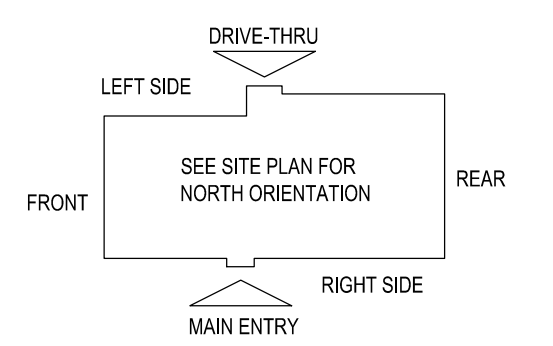 DRIVE-THRU
LEFT SIDE
SEE SITE PLAN FOR
NORTH ORIENTATION
REAR
FRONT
RIGHT SIDE
MAIN ENTRY